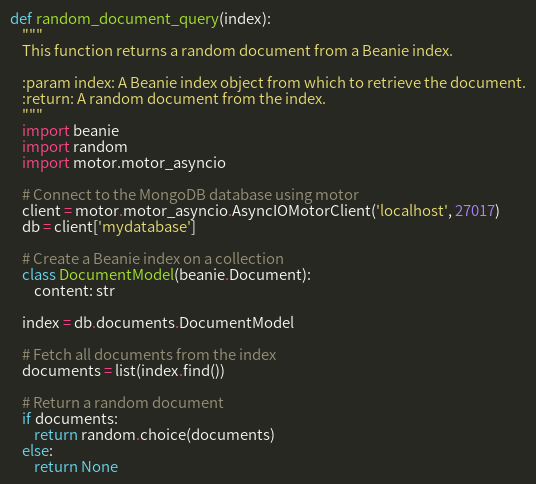 def random_document_query(index):
    """
    This function returns a random document from a Beanie index.

    :param index: A Beanie index object from which to retrieve the document.
    :return: A random document from the index.
    """
    import beanie
    import random
    import motor.motor_asyncio

    # Connect to the MongoDB database using motor
    client = motor.motor_asyncio.AsyncIOMotorClient('localhost', 27017)
    db = client['mydatabase']

    # Create a Beanie index on a collection
    class DocumentModel(beanie.Document):
        content: str

    index = db.documents.DocumentModel

    # Fetch all documents from the index
    documents = list(index.find())

    # Return a random document
    if documents:
        return random.choice(documents)
    else:
        return None